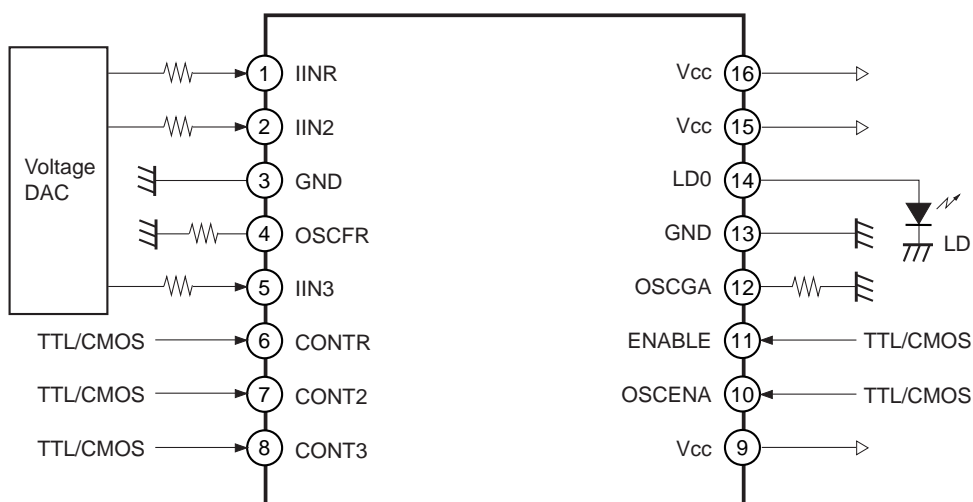 Voltage
DAC
1 IINR
2 IIN2
3 GND
4 OSCFR
5 IIN3
TTL/CMOS 6 CONTR
TTL/CMOS 7 CONT2
TTL/CMOS 8 CONT3
Vcc 16
Vcc 15
LD0 14
LD
GND 13
OSCGA 12
ENABLE 11 TTL/CMOS
OSCENA 10 TTL/CMOS
Vcc 9